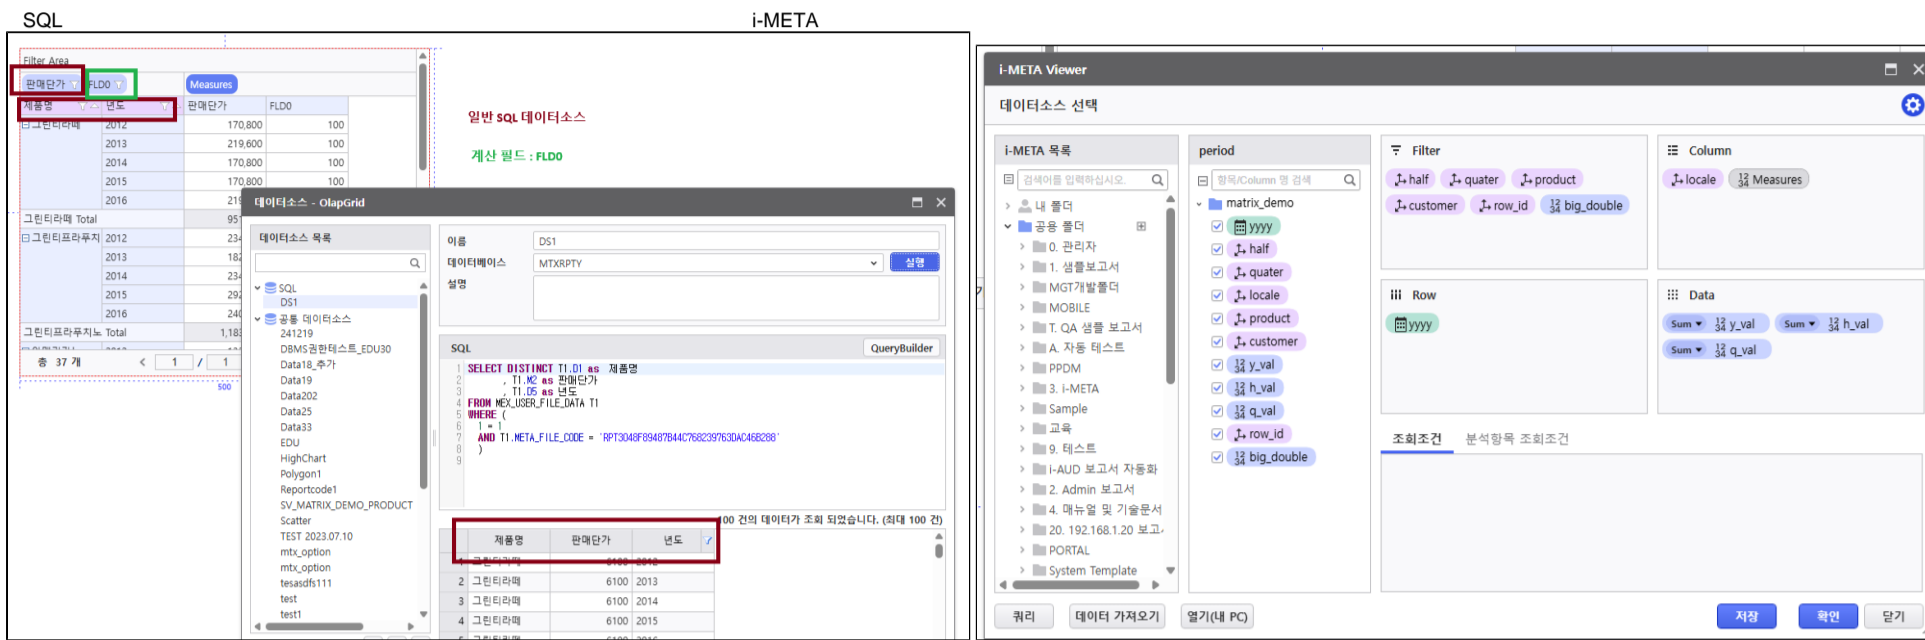 SQL
i-META
Filter Area
판매단가 FLD0 Measures
제품명 년도 판매단가 FLD0
그린티라떼 2012 170,800 100
2013 219,600 100
2014 170,800 100
2015 170,800 100
2016
그린티라떼 Total
그린티프라푸치 2012
2013
2014
2015
2016
그린티프라푸치노 Total
총 37 개 < 1 / 1
500
일반 SQL 데이터소스
계산 필드 : FLD0
데이터소스 - OlapGrid
데이터소스 목록
SQL
DS1
공통 데이터소스
241219
DBMS권한테스트_EDU30
Data18_추가
Data19
Data202
Data25
Data33
EDU
HighChart
Polygon1
Reportcode1
SV_MATRIX_DEMO_PRODUCT
Scatter
TEST 2023.07.10
mtx_option
mtx_option
tesasdfs111
test
test1
이름 DS1
데이터베이스 MTXRPTY 실행
설명
SQL QueryBuilder
1 SELECT DISTINCT T1.D1 as 제품명
2 , T1.M2 as 판매단가
3 , T1.D5 as 년도
4 FROM MEX_USER_FILE_DATA T1
5 WHERE (
6 1 = 1
7 AND T1.META_FILE_CODE = 'RPT3048F89487B44C768239763DAC46B288'
8 )
9
100 건의 데이터가 조회 되었습니다. (최대 100 건)
제품명 판매단가 년도
1 그린티라떼 6100 2012
2 그린티라떼 6100 2013
3 그린티라떼 6100 2014
4 그린티라떼 6100 2015
i-META Viewer
데이터소스 선택
i-META 목록
검색어를 입력하십시오.
내 폴더
공용 폴더
0. 관리자
1. 샘플보고서
MGT개발폴더
MOBILE
T. QA 샘플 보고서
A. 자동 테스트
PPDM
3. i-META
Sample
교육
9. 테스트
i-AUD 보고서 자동화
2. Admin 보고서
4. 매뉴얼 및 기술문서
20. 192.168.1.20 보고
PORTAL
System Template
period
항목/Column 명 검색
matrix_demo
yyyy
half
quater
locale
product
customer
y_val
h_val
q_val
row_id
big_double
Filter
half quater product
customer row_id big_double
Column
locale Measures
Row
yyyy
Data
Sum y_val Sum h_val
Sum q_val
조회조건 분석항목 조회조건
쿼리 데이터 가져오기 열기(내 PC) 저장 확인 닫기